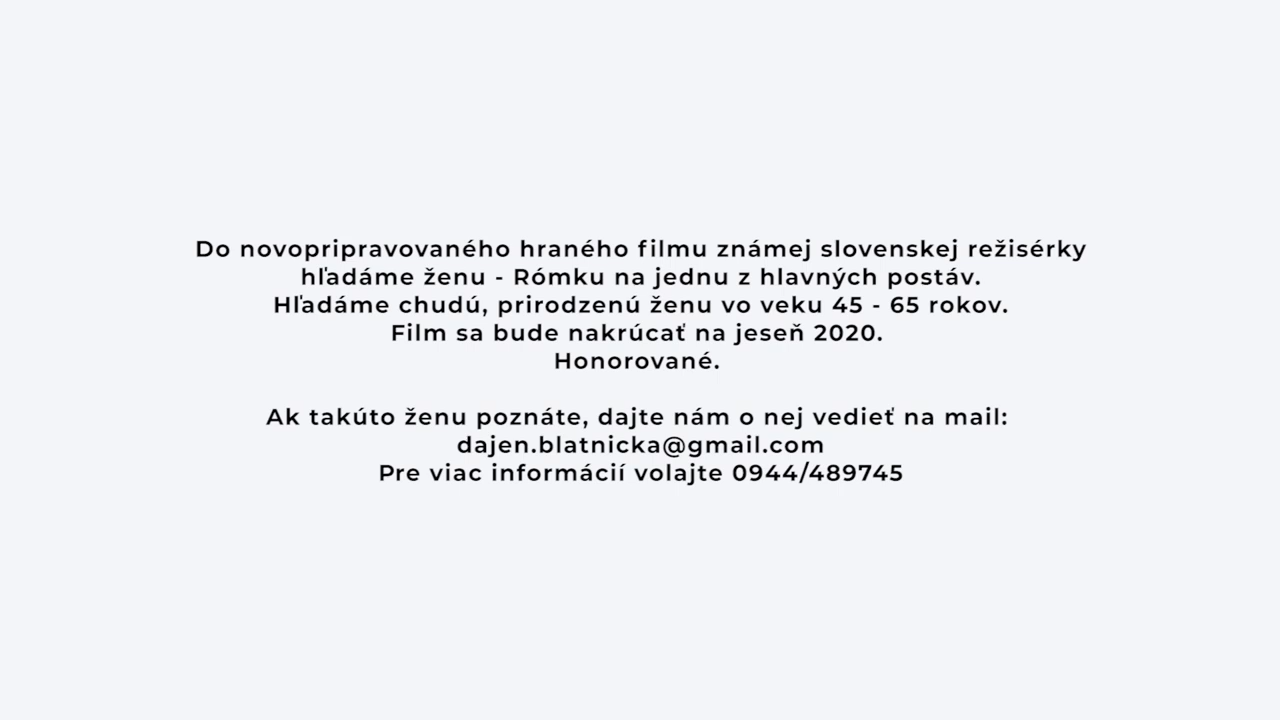 Do novopripravovaného hraného filmu známej slovenskej režisérky
hľadáme ženu - Rómku na jednu z hlavných postáv.
Hľadáme chudú, prirodzenú ženu vo veku 45 - 65 rokov.
Film sa bude nakrúcať na jeseň 2020.
Honorované.
Ak takúto ženu poznáte, dajte nám o nej vedieť na mail:
dajen.blatnicka@gmail.com
Pre viac informácií volajte 0944/489745